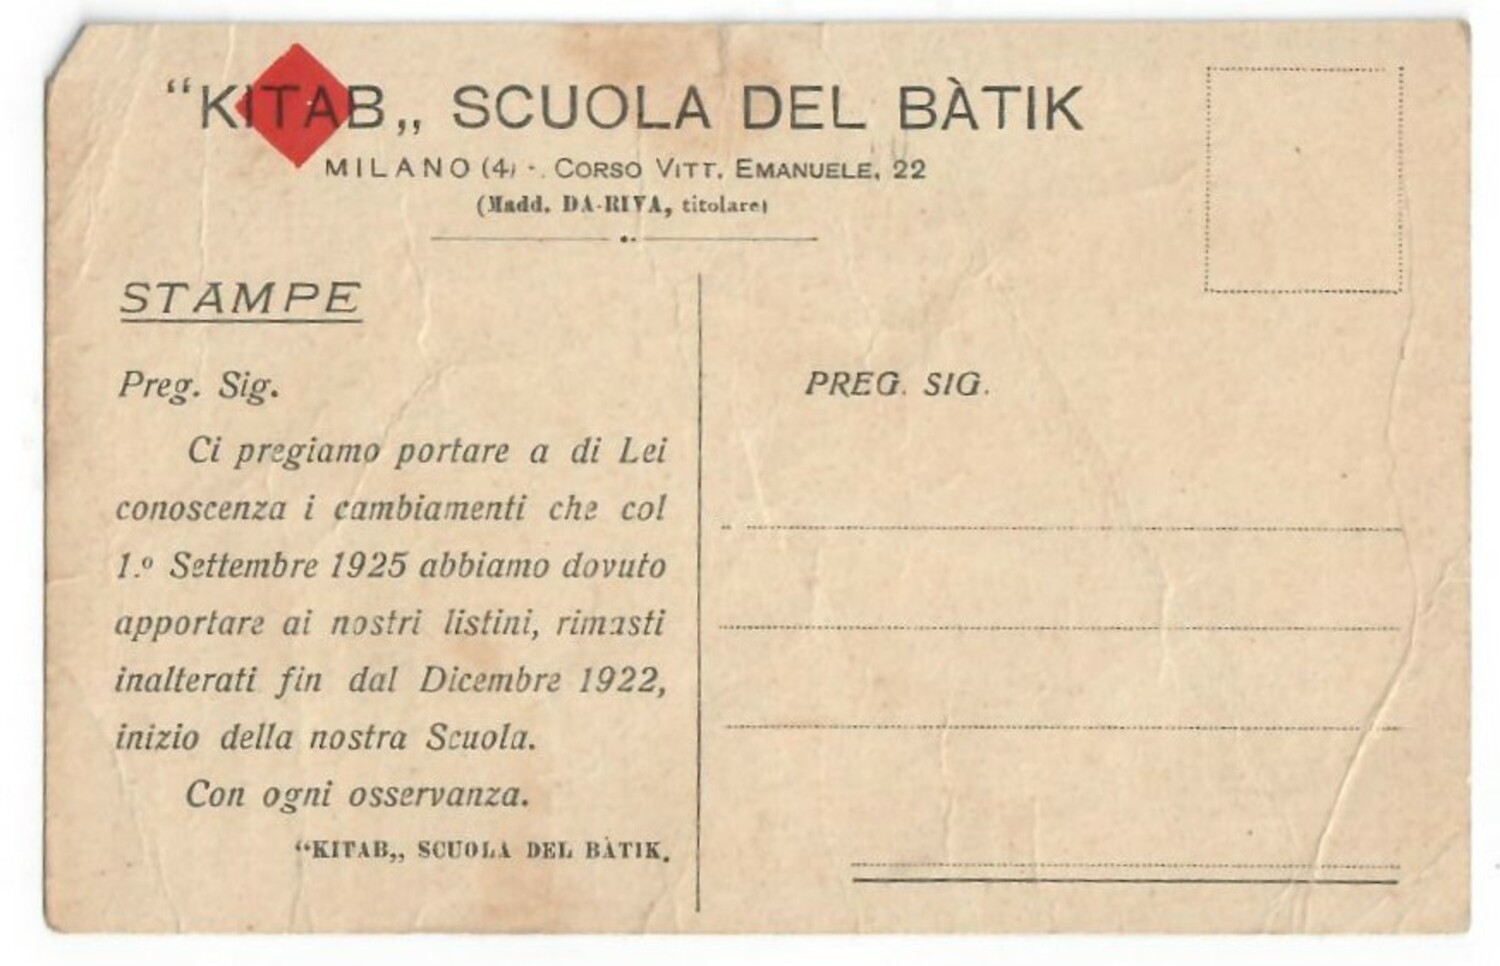 “KITAB„ SCUOLA DEL BÀTIK
MILANO (4) - CORSO VITT. EMANUELE, 22
(Madd. DA-RIVA, titolare)
STAMPE
Preg. Sig.
Ci pregiamo portare a di Lei
conoscenza i cambiamenti che col
1.º Settembre 1925 abbiamo dovuto
apportare ai nostri listini, rimasti
inalterati fin dal Dicembre 1922,
inizio della nostra Scuola.
Con ogni osservanza.
“KITAB„ SCUOLA DEL BÀTIK.
PREG. SIG.